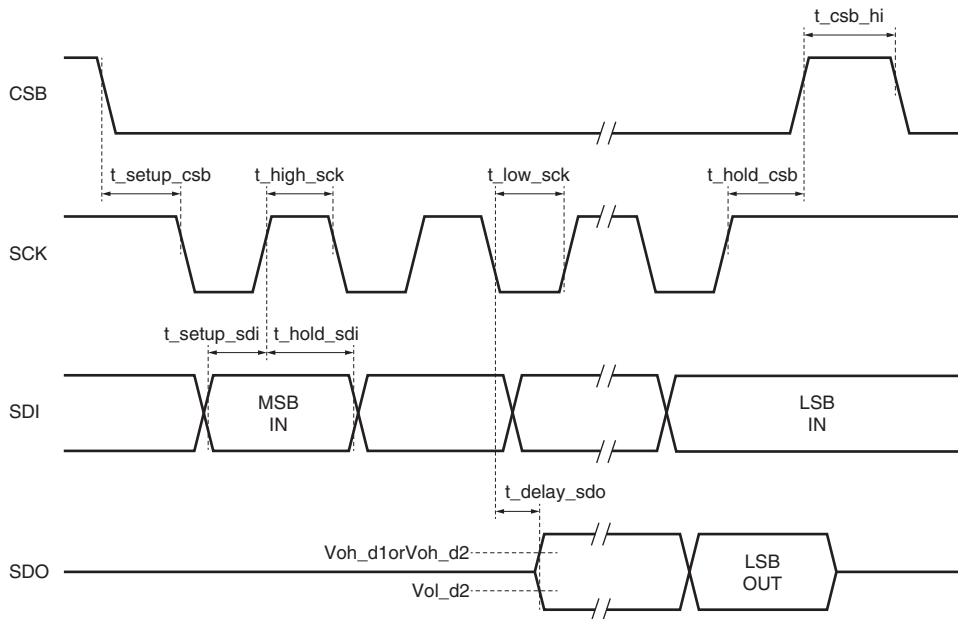 t_csb_hi
CSB
t_setup_csb
t_high_sck
t_low_sck
t_hold_csb
SCK
t_setup_sdi
t_hold_sdi
SDI
MSB
IN
LSB
IN
t_delay_sdo
Voh_d1orVoh_d2
SDO
Vol_d2
LSB
OUT